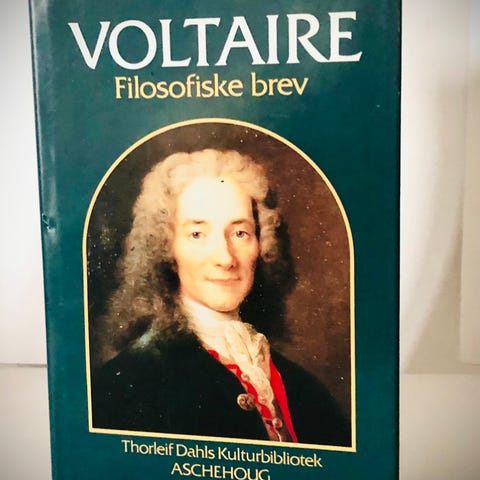 VOLTAIRE
Filosofiske brev
Thorleif Dahls Kulturbibliotek
ASCHEHOUG